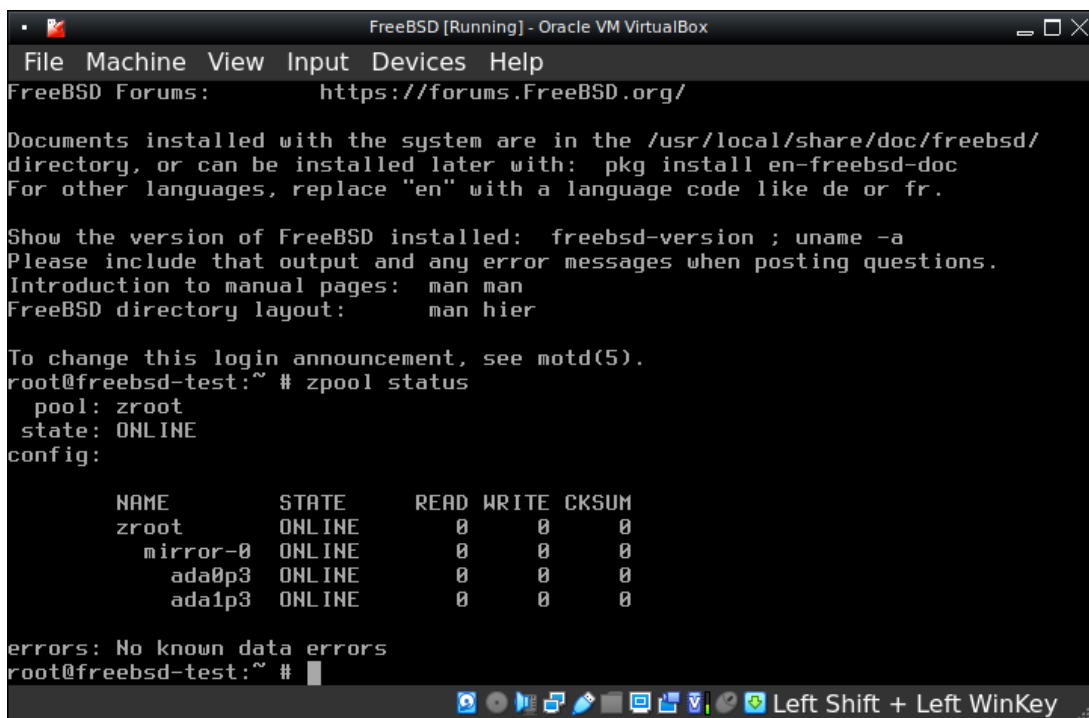 FreeBSD [Running] - Oracle VM VirtualBox
File Machine View Input Devices Help
FreeBSD Forums:        https://forums.FreeBSD.org/
Documents installed with the system are in the /usr/local/share/doc/freebsd/
directory, or can be installed later with:  pkg install en-freebsd-doc
For other languages, replace "en" with a language code like de or fr.
Show the version of FreeBSD installed:  freebsd-version ; uname -a
Please include that output and any error messages when posting questions.
Introduction to manual pages:  man man
FreeBSD directory layout:      man hier
To change this login announcement, see motd(5).
root@freebsd-test:~ # zpool status
  pool: zroot
 state: ONLINE
config:
        NAME        STATE     READ WRITE CKSUM
        zroot       ONLINE       0     0     0
          mirror-0  ONLINE       0     0     0
            ada0p3  ONLINE       0     0     0
            ada1p3  ONLINE       0     0     0
errors: No known data errors
root@freebsd-test:~ #
Left Shift + Left WinKey